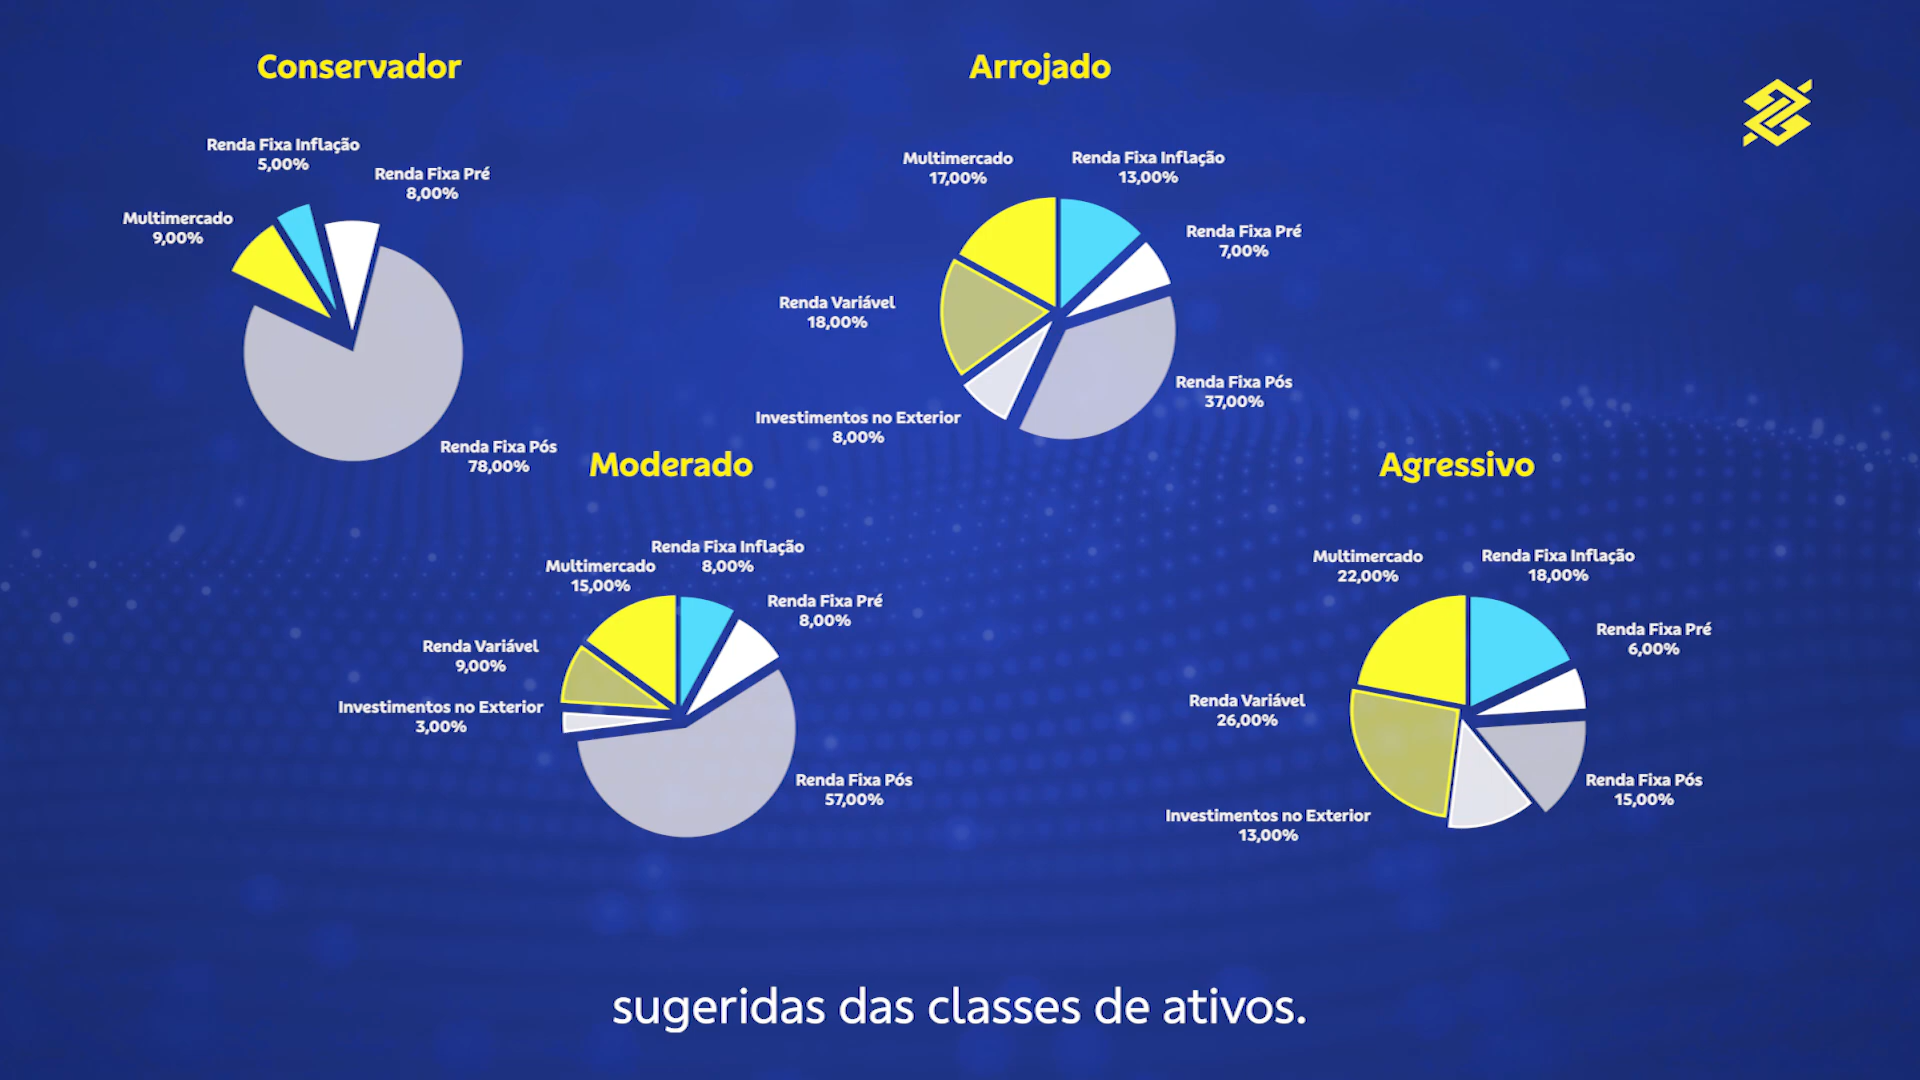 Conservador
Renda Fixa Inflação
5,00%
Renda Fixa Pré
8,00%
Multimercado
9,00%
Renda Fixa Pós
78,00%
Arrojado
Multimercado
17,00%
Renda Fixa Inflação
13,00%
Renda Fixa Pré
7,00%
Renda Variável
18,00%
Renda Fixa Pós
37,00%
Investimentos no Exterior
8,00%
Moderado
Renda Fixa Inflação
8,00%
Multimercado
15,00%
Renda Fixa Pré
8,00%
Renda Variável
9,00%
Investimentos no Exterior
3,00%
Renda Fixa Pós
57,00%
Agressivo
Multimercado
22,00%
Renda Fixa Inflação
18,00%
Renda Fixa Pré
6,00%
Renda Variável
26,00%
Renda Fixa Pós
15,00%
Investimentos no Exterior
13,00%
sugeridas das classes de ativos.